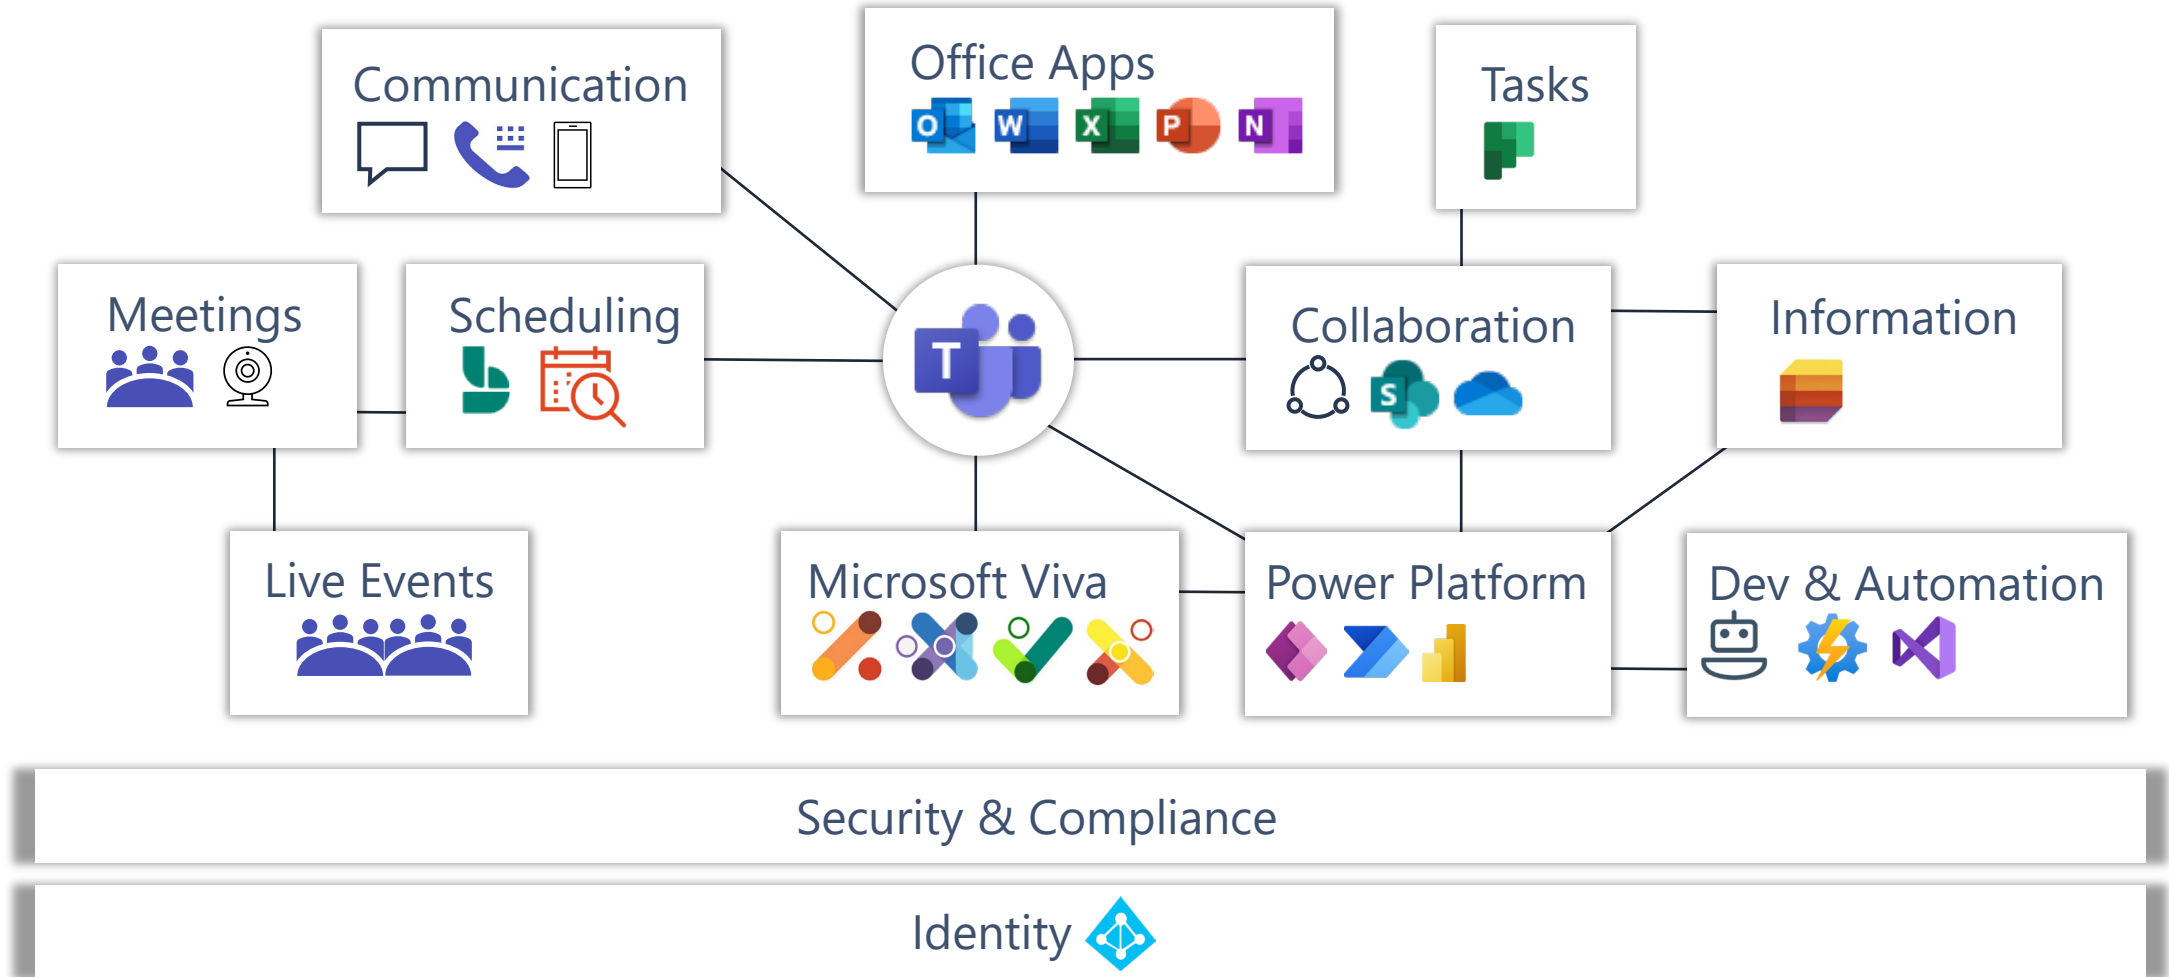 Communication
Office Apps
O W X P N
Tasks
Meetings
Scheduling
T
Collaboration
S
Information
Live Events
Microsoft Viva
Power Platform
Dev & Automation
Security & Compliance
Identity